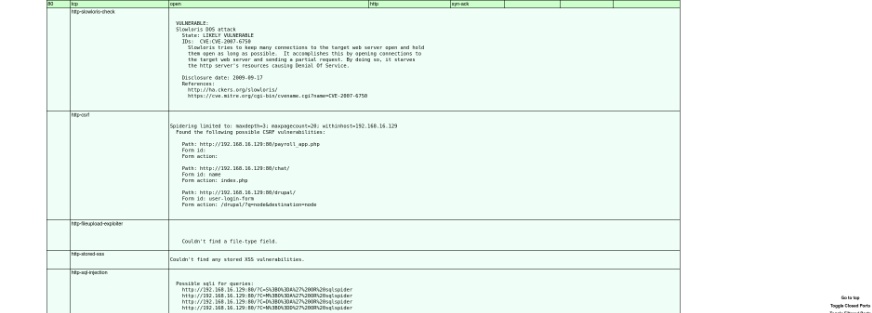 80 tcp open http syn-ack
http-slowloris-check
VULNERABLE:
Slowloris DOS attack
State: LIKELY VULNERABLE
IDs: CVE:CVE-2007-6750
Slowloris tries to keep many connections to the target web server open and hold
them open as long as possible. It accomplishes this by opening connections to
the target web server and sending a partial request. By doing so, it starves
the http server's resources causing Denial Of Service.
Disclosure date: 2009-09-17
References:
http://ha.ckers.org/slowloris/
https://cve.mitre.org/cgi-bin/cvename.cgi?name=CVE-2007-6750
http-csrf
Spidering limited to: maxdepth=3; maxpagecount=20; withinhost=192.168.16.129
Found the following possible CSRF vulnerabilities:
Path: http://192.168.16.129:80/payroll_app.php
Form id:
Form action:
Path: http://192.168.16.129:80/chat/
Form id: name
Form action: index.php
Path: http://192.168.16.129:80/drupal/
Form id: user-login-form
Form action: /drupal/?q=node&destination=node
http-fileupload-exploiter
Couldn't find a file-type field.
http-stored-xss
Couldn't find any stored XSS vulnerabilities.
http-sql-injection
Possible sqli for queries:
http://192.168.16.129:80/?C=S%3BO%3DA%27%20OR%20sqlspider
http://192.168.16.129:80/?C=M%3BO%3DA%27%20OR%20sqlspider
http://192.168.16.129:80/?C=D%3BO%3DA%27%20OR%20sqlspider
http://192.168.16.129:80/?C=N%3BO%3DD%27%20OR%20sqlspider
Go to top
Toggle Closed Ports